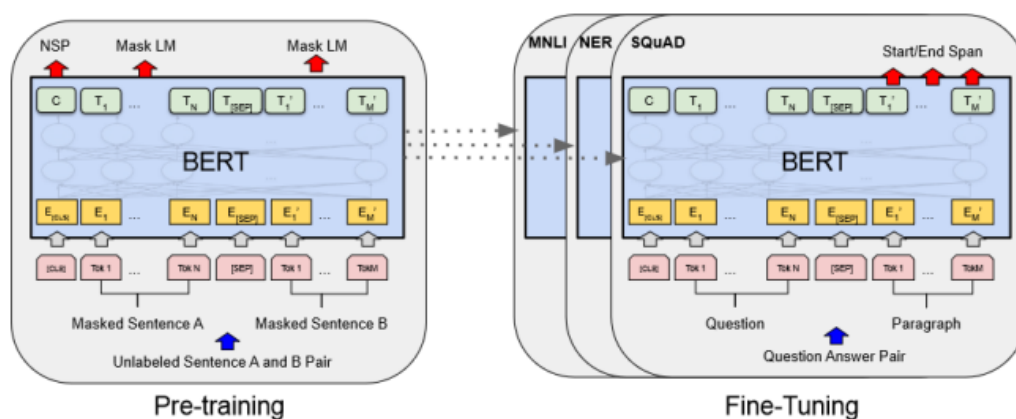 NSP Mask LM Mask LM
C T1 ... TN T[SEP] T1' ... TM'
BERT
E[CLS] E1 ... EN E[SEP] E1' ... EM'
[CLS] Tok 1 ... Tok N [SEP] Tok 1 ... TokM
Masked Sentence A Masked Sentence B
Unlabeled Sentence A and B Pair
Pre-training
MNLI NER SQuAD
Start/End Span
C T1 ... TN T[SEP] T1' ... TM'
BERT
E[CLS] E1 ... EN E[SEP] E1' ... EM'
[CLS] Tok 1 ... Tok N [SEP] Tok 1 ... TokM
Question Paragraph
Question Answer Pair
Fine-Tuning